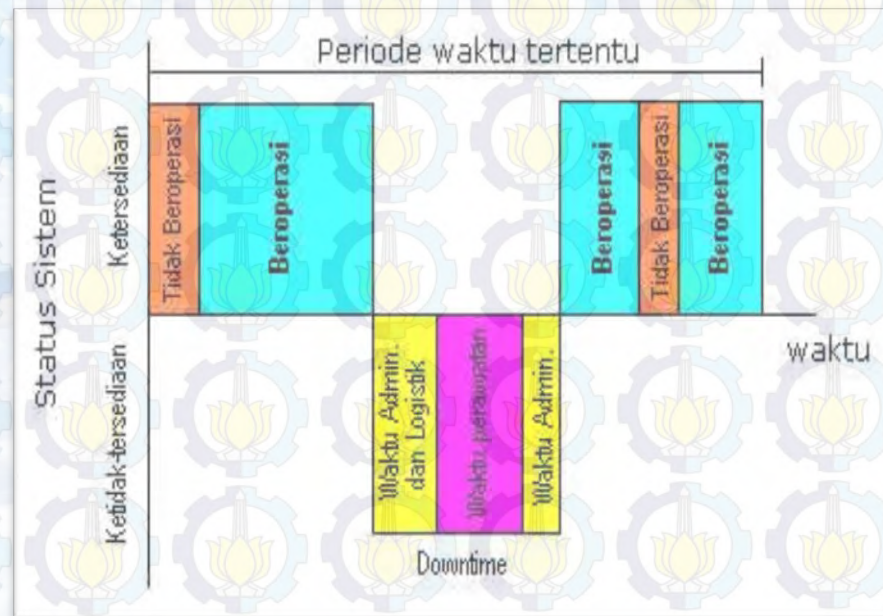 Periode waktu tertentu
Status Sistem
Ketersediaan
Ketidak-tersediaan
Tidak Beroperasi
Beroperasi
Beroperasi
Tidak Beroperasi
Beroperasi
waktu
Waktu Admin.
dan Logistik
Waktu perawatan
Waktu Admin.
Downtime